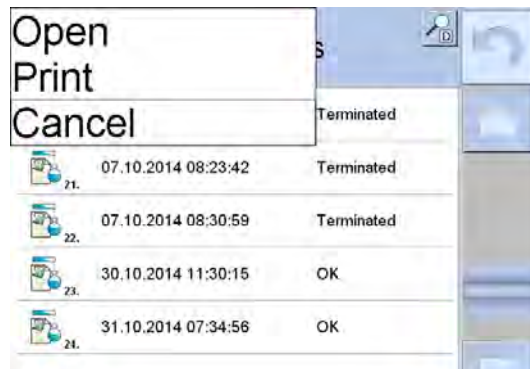 Open
Print
Cancel
s
D
Terminated
21. 07.10.2014 08:23:42 Terminated
22. 07.10.2014 08:30:59 Terminated
23. 30.10.2014 11:30:15 OK
24. 31.10.2014 07:34:56 OK